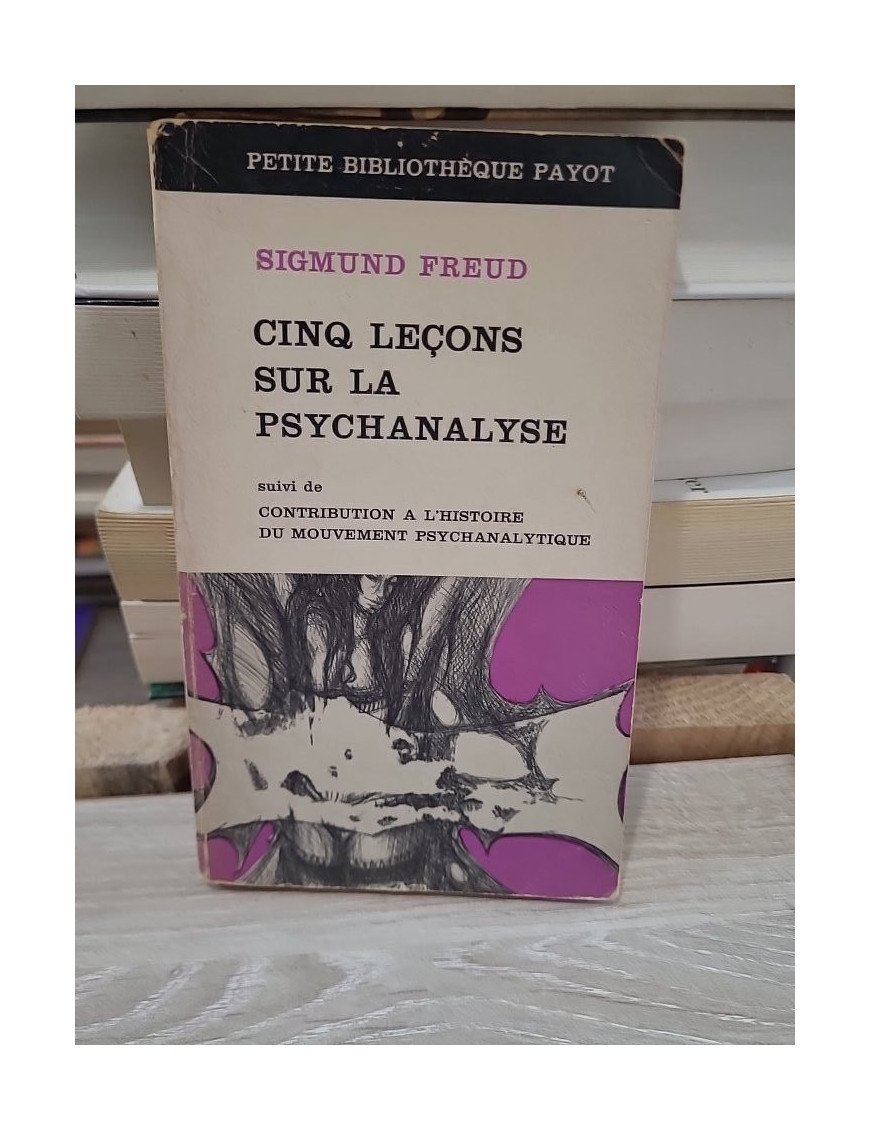 PETITE BIBLIOTHÈQUE PAYOT
SIGMUND FREUD
CINQ LEÇONS
SUR LA
PSYCHANALYSE
suivi de
CONTRIBUTION A L'HISTOIRE
DU MOUVEMENT PSYCHANALYTIQUE